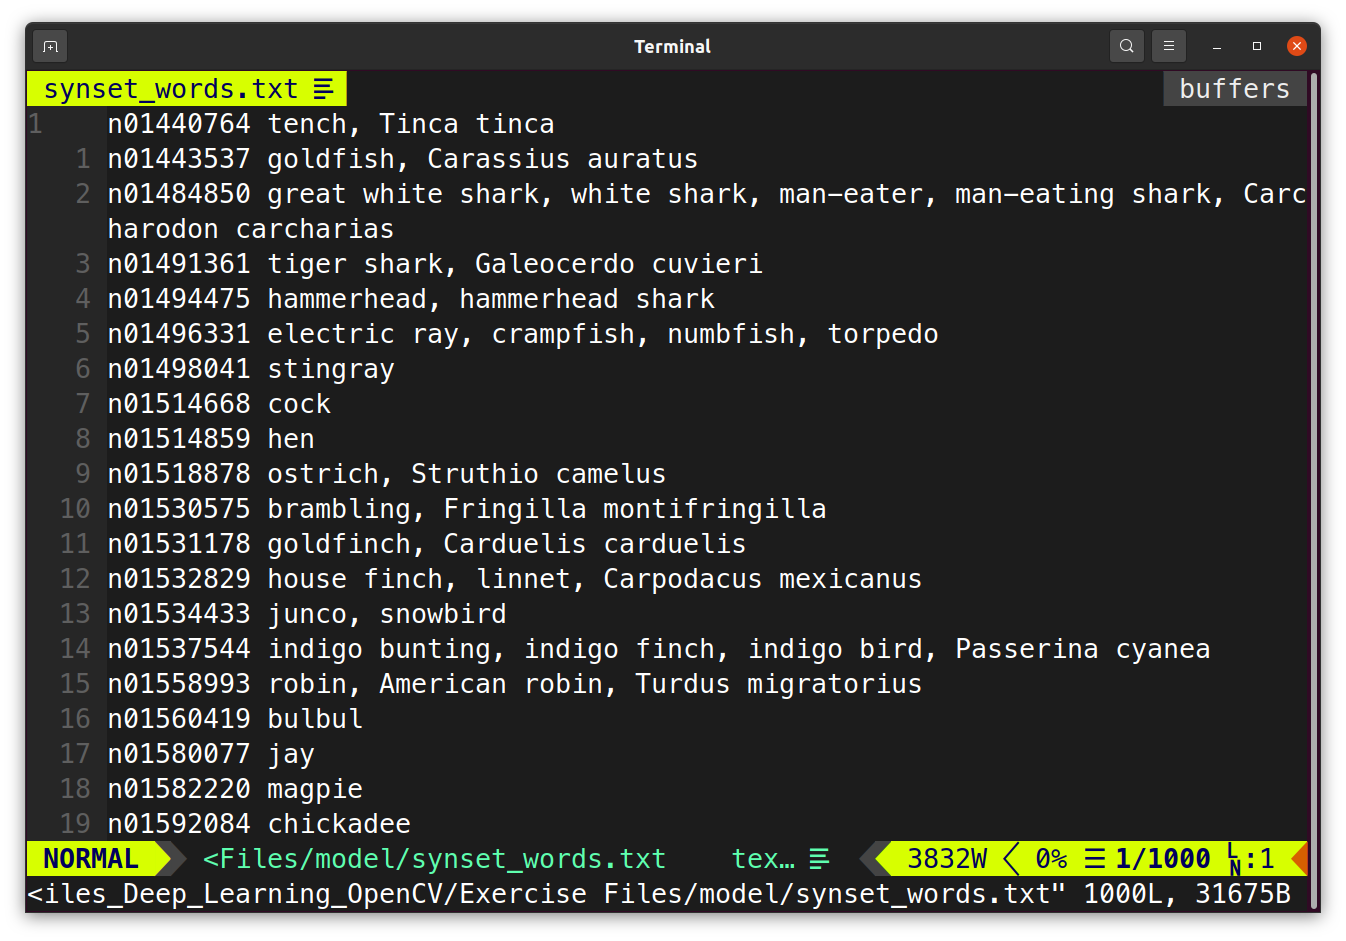 Terminal
synset_words.txt buffers
1 n01440764 tench, Tinca tinca
1 n01443537 goldfish, Carassius auratus
2 n01484850 great white shark, white shark, man-eater, man-eating shark, Carc
harodon carcharias
3 n01491361 tiger shark, Galeocerdo cuvieri
4 n01494475 hammerhead, hammerhead shark
5 n01496331 electric ray, crampfish, numbfish, torpedo
6 n01498041 stingray
7 n01514668 cock
8 n01514859 hen
9 n01518878 ostrich, Struthio camelus
10 n01530575 brambling, Fringilla montifringilla
11 n01531178 goldfinch, Carduelis carduelis
12 n01532829 house finch, linnet, Carpodacus mexicanus
13 n01534433 junco, snowbird
14 n01537544 indigo bunting, indigo finch, indigo bird, Passerina cyanea
15 n01558993 robin, American robin, Turdus migratorius
16 n01560419 bulbul
17 n01580077 jay
18 n01582220 magpie
19 n01592084 chickadee
NORMAL <Files/model/synset_words.txt tex… 3832W 0% ☰ 1/1000 LN:1
<iles_Deep_Learning_OpenCV/Exercise Files/model/synset_words.txt" 1000L, 31675B